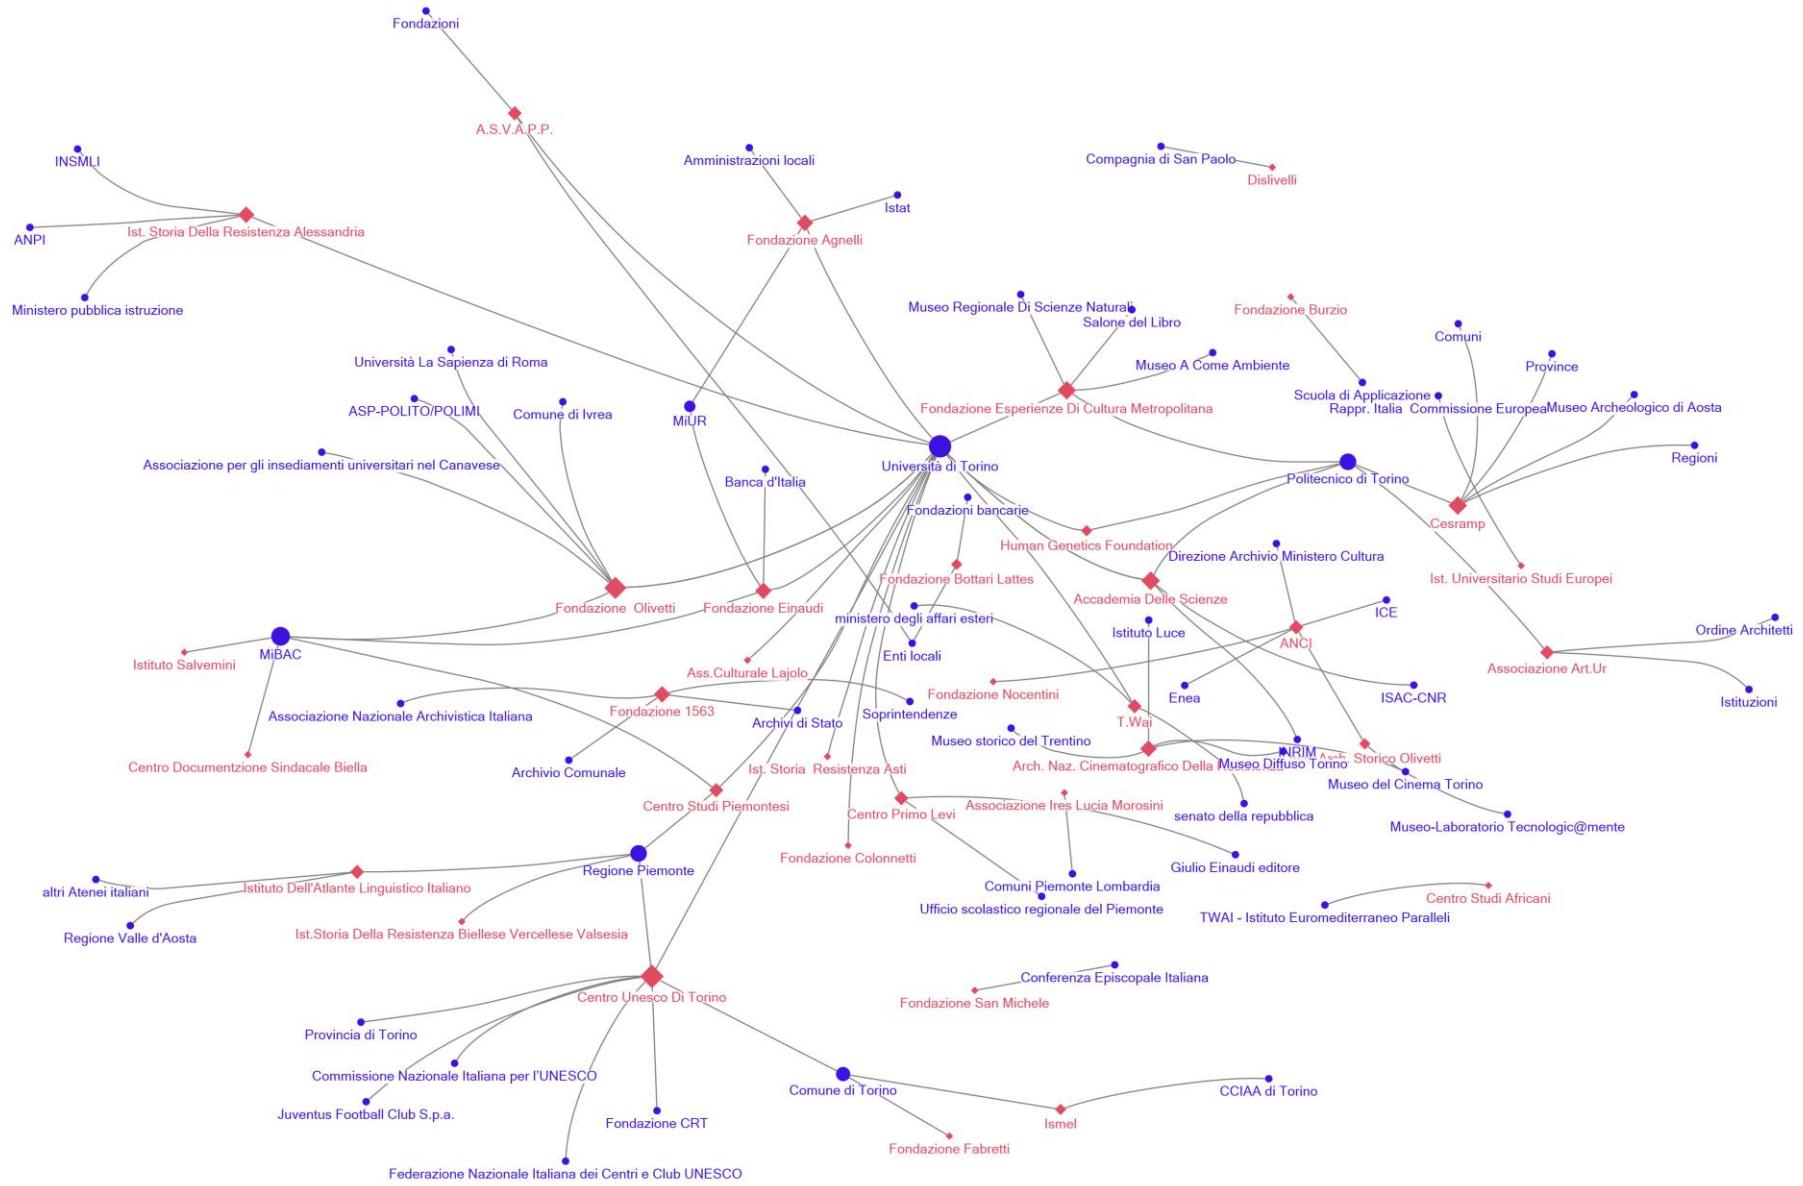 Fondazioni
A.S.V.A.P.P.
INSMLI
Amministrazioni locali
Compagnia di San Paolo
Dislivelli
Istat
Ist. Storia Della Resistenza Alessandria
ANPI
Fondazione Agnelli
Ministero pubblica istruzione
Museo Regionale Di Scienze Naturali
Salone del Libro
Fondazione Burzio
Comuni
Università La Sapienza di Roma
Museo A Come Ambiente
Province
ASP-POLITO/POLIMI
Comune di Ivrea
MiUR
Fondazione Esperienze Di Cultura Metropolitana
Scuola di Applicazione
Rappr. Italia Commissione Europea
Museo Archeologico di Aosta
Associazione per gli insediamenti universitari nel Canavese
Università di Torino
Regioni
Banca d'Italia
Politecnico di Torino
Fondazioni bancarie
Cesramp
Human Genetics Foundation
Direzione Archivio Ministero Cultura
Fondazione Bottari Lattes
Ist. Universitario Studi Europei
Fondazione Olivetti
Fondazione Einaudi
Accademia Delle Scienze
ministero degli affari esteri
ICE
Istituto Luce
Ordine Architetti
MiBAC
Enti locali
ANCI
Istituto Salvemini
Ass.Culturale Lajolo
Associazione Art.Ur
Fondazione Nocentini
Enea
ISAC-CNR
Istituzioni
Associazione Nazionale Archivistica Italiana
Fondazione 1563
Archivi di Stato
Soprintendenze
T.Wai
Museo storico del Trentino
INRIM
Centro Documentzione Sindacale Biella
Archivio Comunale
Ist. Storia Resistenza Asti
Arch. Naz. Cinematografico Della
Museo Diffuso Torino
Arch. Storico Olivetti
Museo del Cinema Torino
Centro Studi Piemontesi
Centro Primo Levi
Associazione Ires Lucia Morosini
senato della repubblica
Museo-Laboratorio Tecnologic@mente
Fondazione Colonnetti
Regione Piemonte
Giulio Einaudi editore
altri Atenei italiani
Istituto Dell'Atlante Linguistico Italiano
Comuni Piemonte Lombardia
Centro Studi Africani
Ufficio scolastico regionale del Piemonte
TWAI - Istituto Euromediterraneo Paralleli
Regione Valle d'Aosta
Ist.Storia Della Resistenza Biellese Vercellese Valsesia
Conferenza Episcopale Italiana
Centro Unesco Di Torino
Fondazione San Michele
Provincia di Torino
Commissione Nazionale Italiana per l'UNESCO
Comune di Torino
CCIAA di Torino
Juventus Football Club S.p.a.
Fondazione CRT
Ismel
Fondazione Fabretti
Federazione Nazionale Italiana dei Centri e Club UNESCO